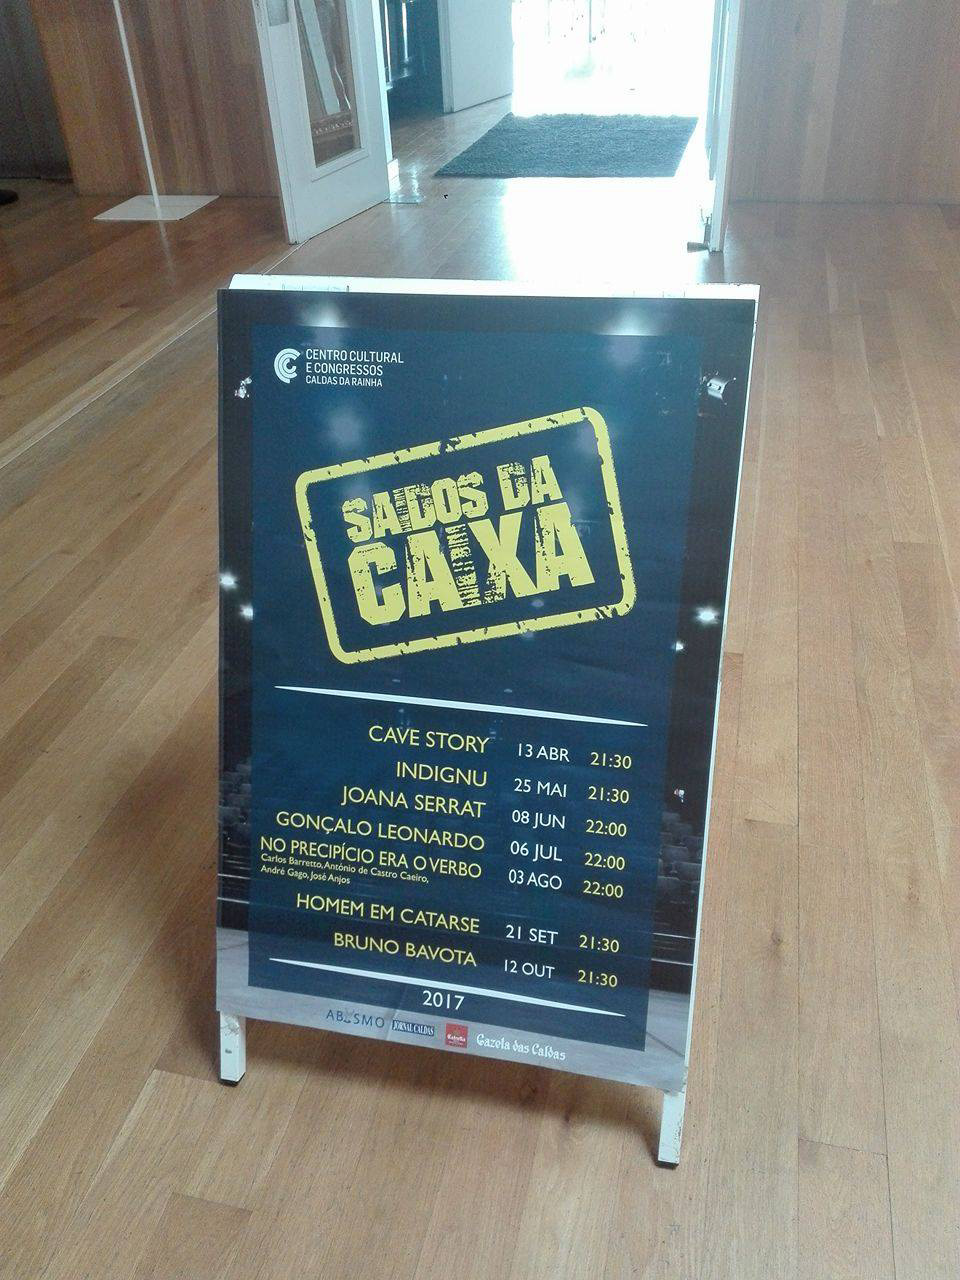 CENTRO CULTURAL
E CONGRESSOS
CALDAS DA RAINHA
SAÍDOS DA
CAIXA
CAVE STORY 13 ABR 21:30
INDIGNU 25 MAI 21:30
JOANA SERRAT 08 JUN 22:00
GONÇALO LEONARDO 06 JUL 22:00
NO PRECIPÍCIO ERA O VERBO 03 AGO 22:00
Carlos Barretto, António de Castro Caeiro,
André Gago, José Anjos
HOMEM EM CATARSE 21 SET 21:30
BRUNO BAVOTA 12 OUT 21:30
2017
ABYSMO JORNAL CALDAS Estrella Gazeta das Caldas